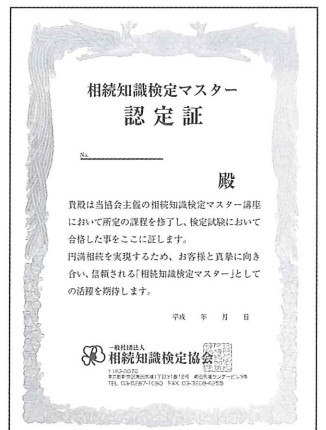 相続知識検定マスター
認定証
No.
殿
貴殿は当協会主催の相続知識検定マスター講座
において所定の課程を修了し、検定試験において
合格した事をここに証します。
円満相続を実現するため、お客様と真摯に向き
合い、信頼される「相続知識検定マスター」として
の活躍を期待します。
平成 年 月 日
一般社団法人
相続知識検定協会